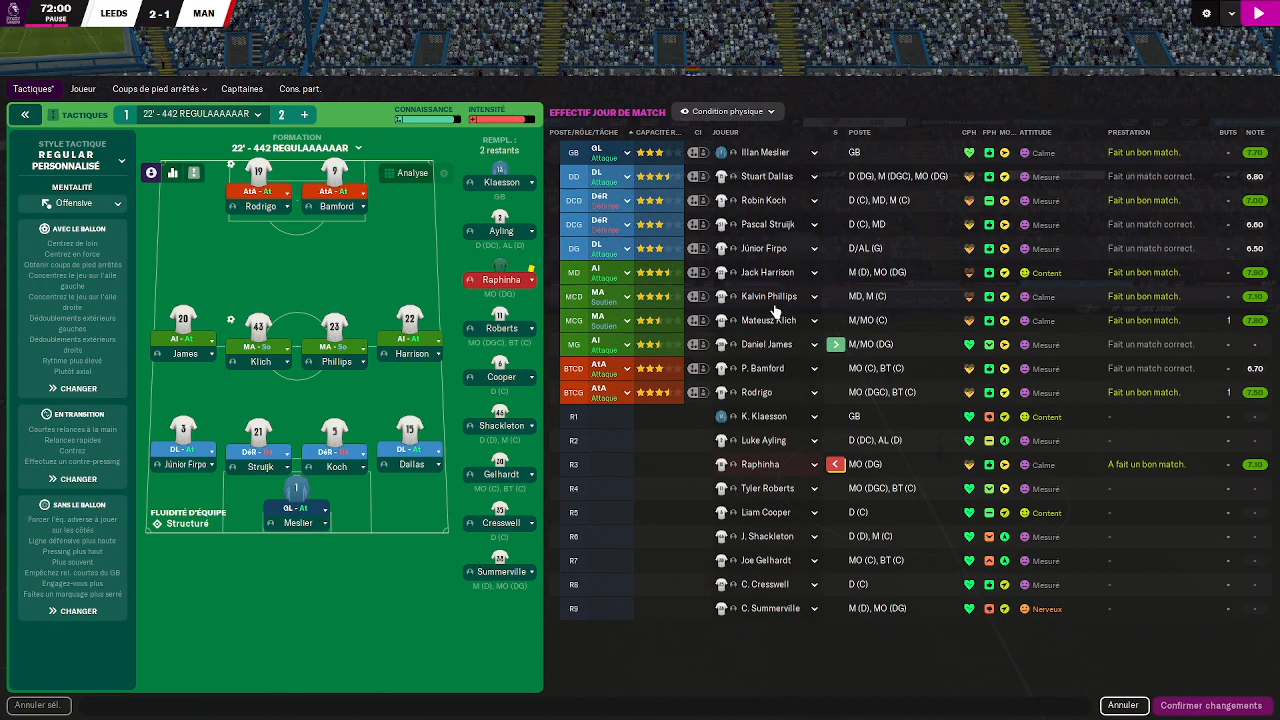 72:00
PAUSE
LEEDS 2 - 1 MAN
Tactiques* Joueur Coups de pied arrêtés Capitaines Cons. part.
TACTIQUES 1 22' - 442 REGULAAAAAR 2 +
CONNAISSANCE INTENSITÉ
STYLE TACTIQUE
REGULAR
PERSONNALISÉ
MENTALITÉ
Offensive
AVEC LE BALLON
Centrez de loin
Centrez en force
Obtenir coups de pied arrêtés
Concentrez le jeu sur l'aile
gauche
Concentrez le jeu sur l'aile
droite
Dédoublements extérieurs
gauches
Dédoublements extérieurs
droits
Rythme plus élevé
Plutôt axial
CHANGER
EN TRANSITION
Courtes relances à la main
Relances rapides
Contrez
Effectuez un contre-pressing
CHANGER
SANS LE BALLON
Forcer l'éq. adverse à jouer
sur les côtés
Ligne défensive plus haute
Pressing plus haut
Plus souvent
Empêchez rel. courtes du GB
Engagez-vous plus
Faites un marquage plus serré
CHANGER
FORMATION
22' - 442 REGULAAAAAR
Analyse
19 9
AtA - At AtA - At
Rodrigo Bamford
20 43 23 22
AI - At MA - So MA - So AI - At
James Klich Phillips Harrison
3 21 5 15
DL - At DéR - Dé DéR - Dé DL - At
Júnior Firpo Struijk Koch Dallas
1
GL - At
Meslier
FLUIDITÉ D'ÉQUIPE
Structuré
REMPL. :
2 restants
13
Klaesson
GB
2
Ayling
D (DC), AL (D)
Raphinha
MO (DG)
11
Roberts
MO (DGC), BT (C)
6
Cooper
D (C)
46
Shackleton
D (D), M (C)
30
Gelhardt
MO (C), BT (C)
35
Cresswell
D (C)
38
Summerville
M (D), MO (DG)
EFFECTIF JOUR DE MATCH Condition physique
POSTE/RÔLE/TÂCHE CAPACITÉ R... I C JOUEUR S POSTE CPH FPH MO... ATTITUDE PRESTATION BUTS NOTE
GB GL Attaque Illan Meslier GB Calme Fait un bon match. - 7.70
DD DL Attaque Stuart Dallas D (DG), M (DGC), MO (DG) Mesuré Fait un match correct. - 6.80
DCD DéR Défense Robin Koch D (C), MD, M (C) Mesuré Fait un bon match. - 7.00
DCG DéR Défense Pascal Struijk D (C), MD Mesuré Fait un match correct. - 6.60
DG DL Attaque Júnior Firpo D/AL (G) Mesuré Fait un match correct. - 6.50
MD AI Attaque Jack Harrison M (D), MO (DG) Content Fait un bon match. - 7.90
MCD MA Soutien Kalvin Phillips MD, M (C) Calme Fait un bon match. - 7.10
MCG MA Soutien Mateusz Klich M/MO (C) Mesuré Fait un bon match. 1 7.80
MG AI Attaque Daniel James M/MO (DG) Mesuré Fait un match correct. - -
BTCD AtA Attaque P. Bamford MO (C), BT (C) Mesuré Fait un match correct. - 6.70
BTCG AtA Attaque Rodrigo MO (C), BT (C) Mesuré Fait un bon match. 1 7.50
R1 K. Klaesson GB Content - - -
R2 Luke Ayling D (DC), AL (D) Mesuré - - -
R3 Raphinha MO (DG) Calme A fait un bon match. - 7.10
R4 Tyler Roberts MO (DGC), BT (C) Mesuré - - -
R5 Liam Cooper D (C) Content - - -
R6 J. Shackleton D (D), M (C) Mesuré - - -
R7 Joe Gelhardt MO (C), BT (C) Mesuré - - -
R8 C. Cresswell D (C) Mesuré - - -
R9 C. Summerville M (D), MO (DG) Nerveux - - -
Annuler sél. Annuler Confirmer changements